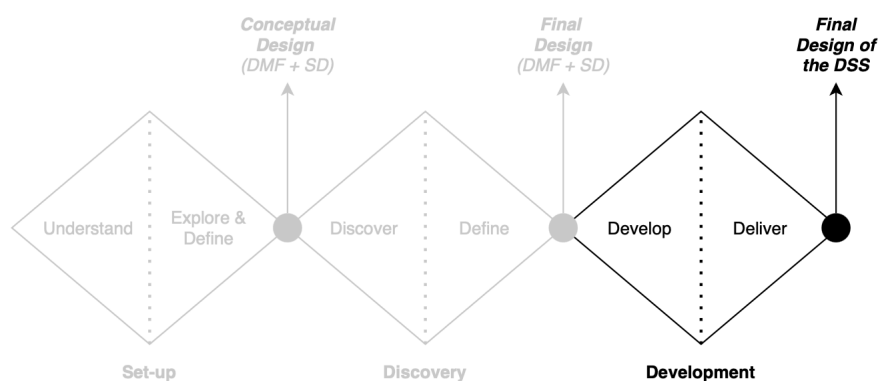 Conceptual
Design
(DMF + SD)
Final
Design
(DMF + SD)
Final
Design of
the DSS
Understand
Explore &
Define
Discover
Define
Develop
Deliver
Set-up
Discovery
Development